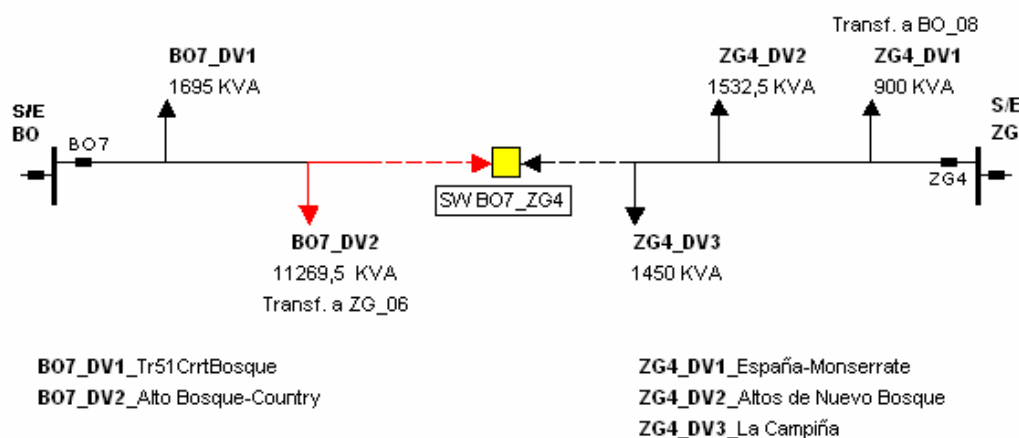 Transf. a BO_08
BO7_DV1
ZG4_DV2
ZG4_DV1
1695 KVA
1532,5 KVA
900 KVA
S/E
BO
S/E
ZG
BO7
ZG4
SW BO7_ZG4
BO7_DV2
ZG4_DV3
11269,5 KVA
1450 KVA
Transf. a ZG_06
BO7_DV1_Tr51CrrtBosque
BO7_DV2_Alto Bosque-Country
ZG4_DV1_España-Monserrate
ZG4_DV2_Altos de Nuevo Bosque
ZG4_DV3_La Campiña